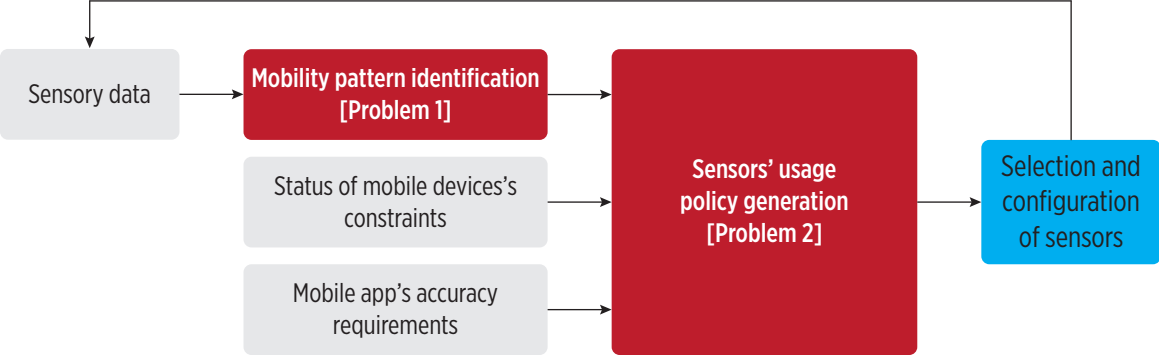 Sensory data
Mobility pattern identification
[Problem 1]
Status of mobile devices's
constraints
Mobile app's accuracy
requirements
Sensors' usage
policy generation
[Problem 2]
Selection and
configuration
of sensors